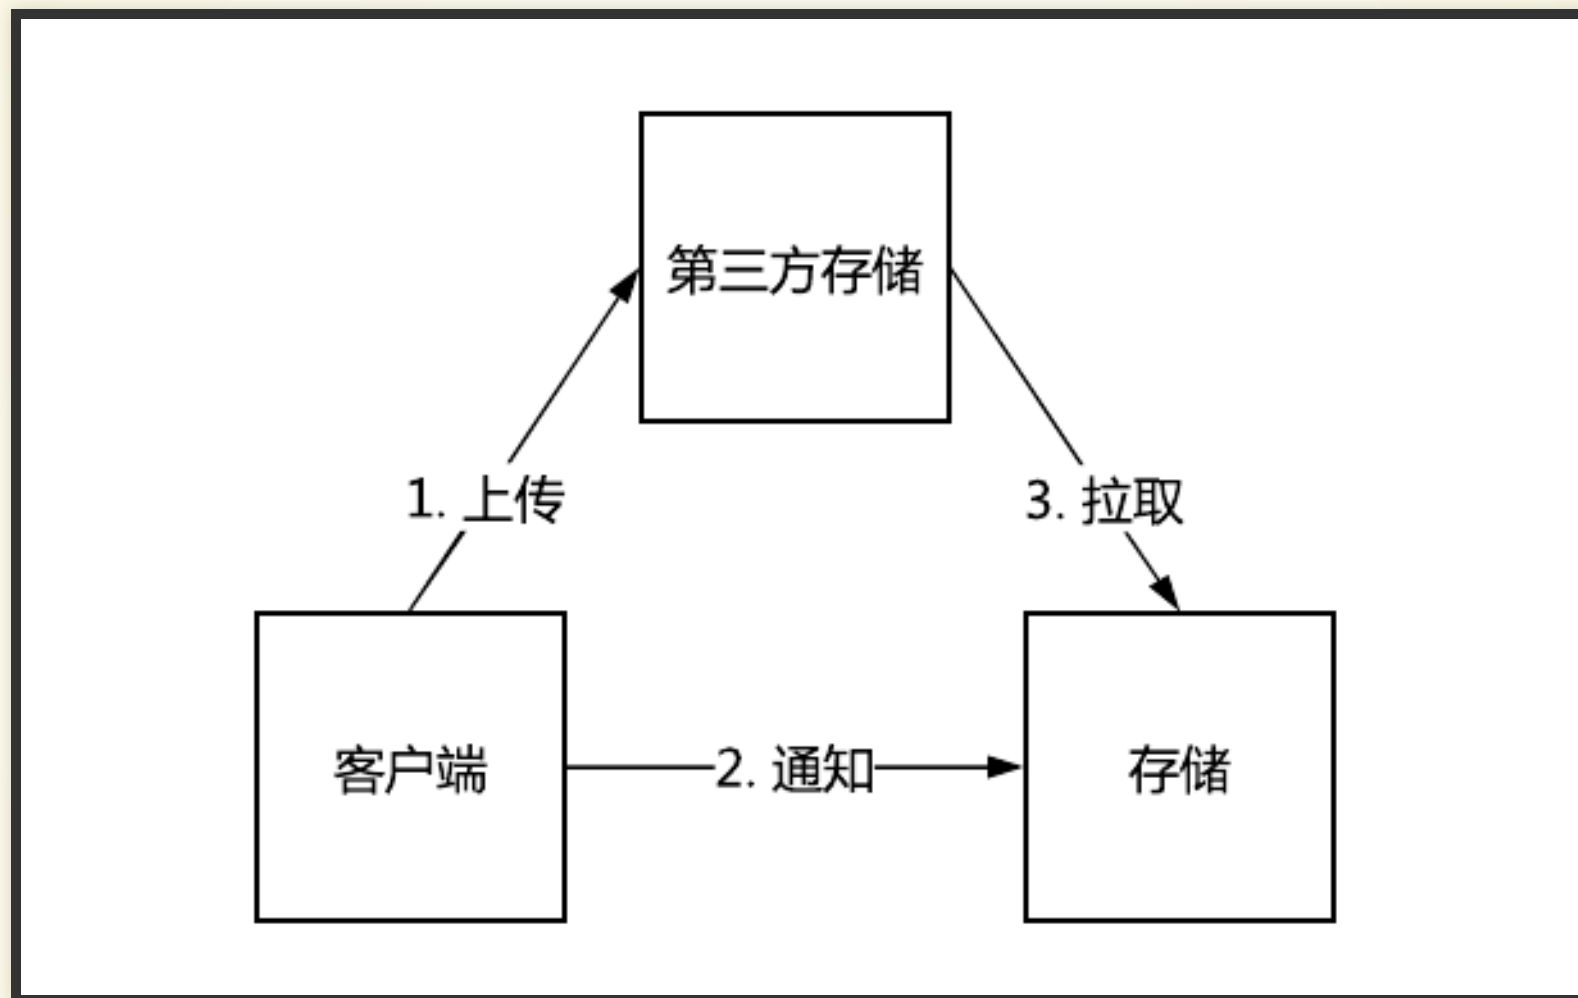 第三方存储
1. 上传
3. 拉取
客户端
2. 通知
存储